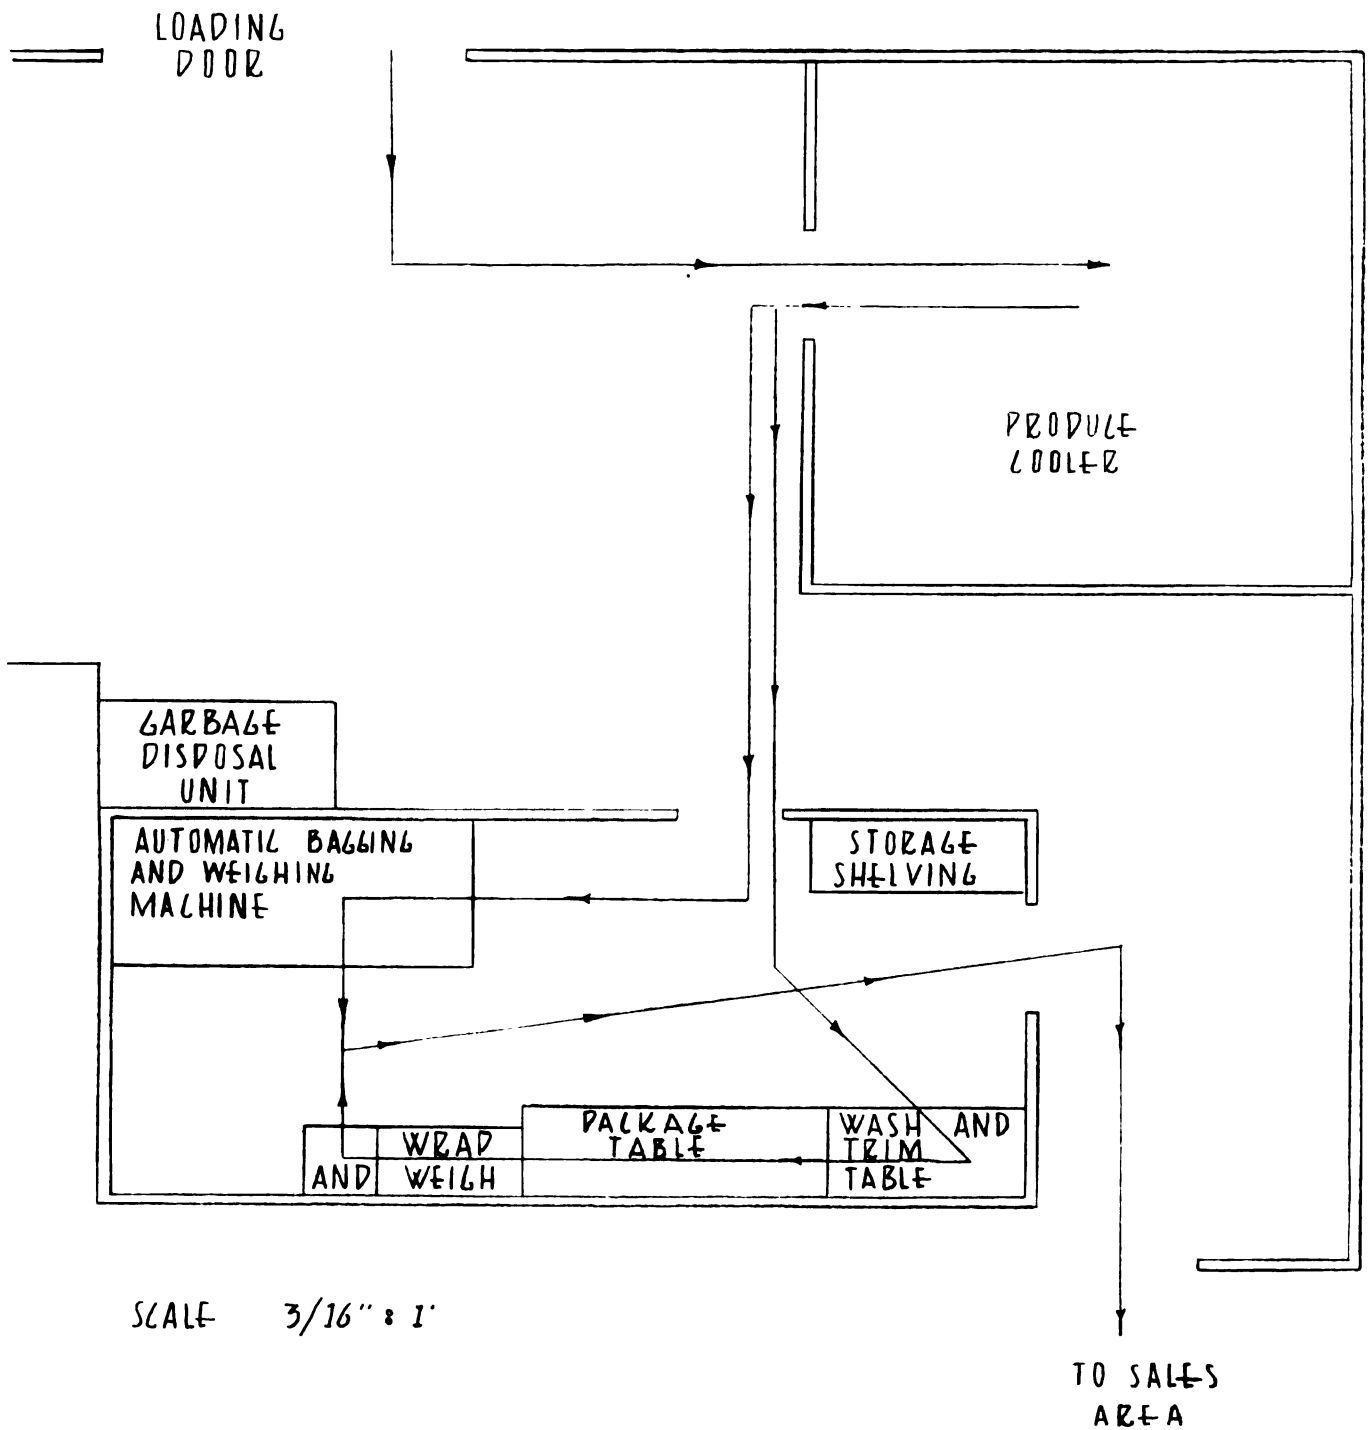 LOADING
DOOR
PRODUCE
COOLER
GARBAGE
DISPOSAL
UNIT
AUTOMATIC BAGGING
AND WEIGHING
MACHINE
STORAGE
SHELVING
WRAP
AND WEIGH
PACKAGE
TABLE
WASH AND
TRIM
TABLE
SCALE 3/16" : 1'
TO SALES
AREA